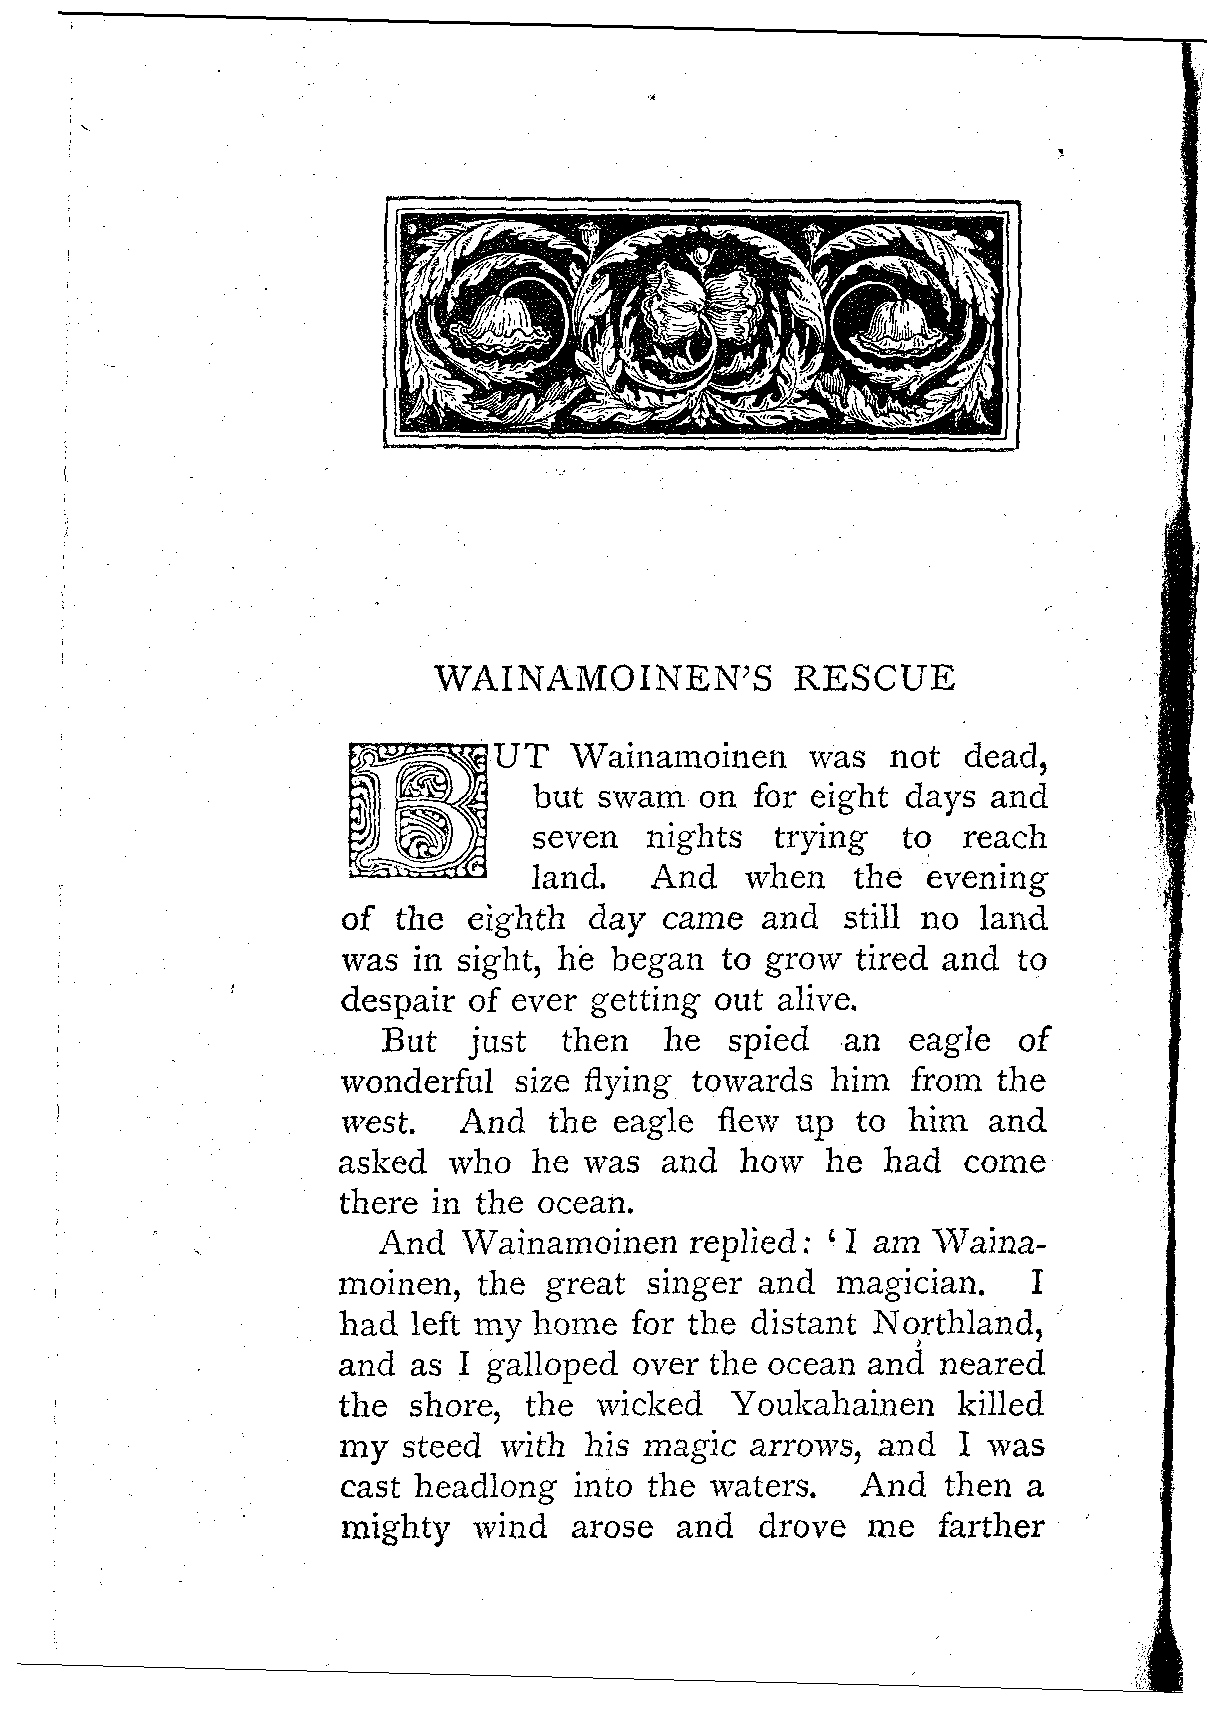 WAINAMOINEN'S RESCUE
BUT Wainamoinen was not dead,
but swam on for eight days and
seven nights trying to reach
land. And when the evening
of the eighth day came and still no land
was in sight, he began to grow tired and to
despair of ever getting out alive.
But just then he spied an eagle of
wonderful size flying towards him from the
west. And the eagle flew up to him and
asked who he was and how he had come
there in the ocean.
And Wainamoinen replied: ‘I am Waina-
moinen, the great singer and magician. I
had left my home for the distant Northland,
and as I galloped over the ocean and neared
the shore, the wicked Youkahainen killed
my steed with his magic arrows, and I was
cast headlong into the waters. And then a
mighty wind arose and drove me farther